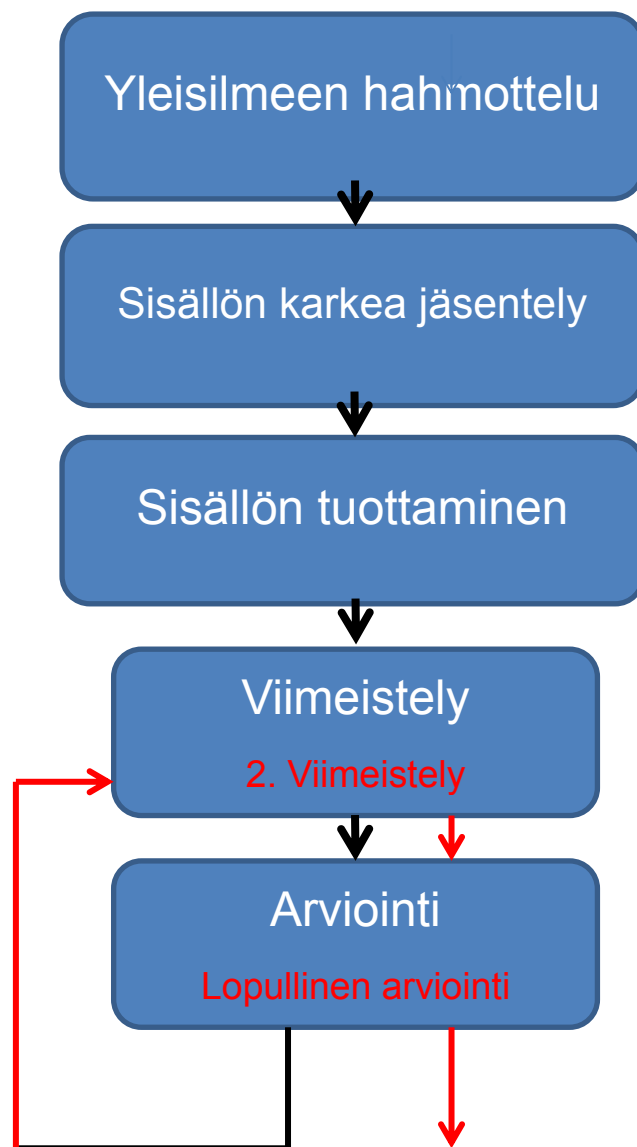 Yleisilmeen hahmottelu
Sisällön karkea jäsentely
Sisällön tuottaminen
Viimeistely
2. Viimeistely
Arviointi
Lopullinen arviointi